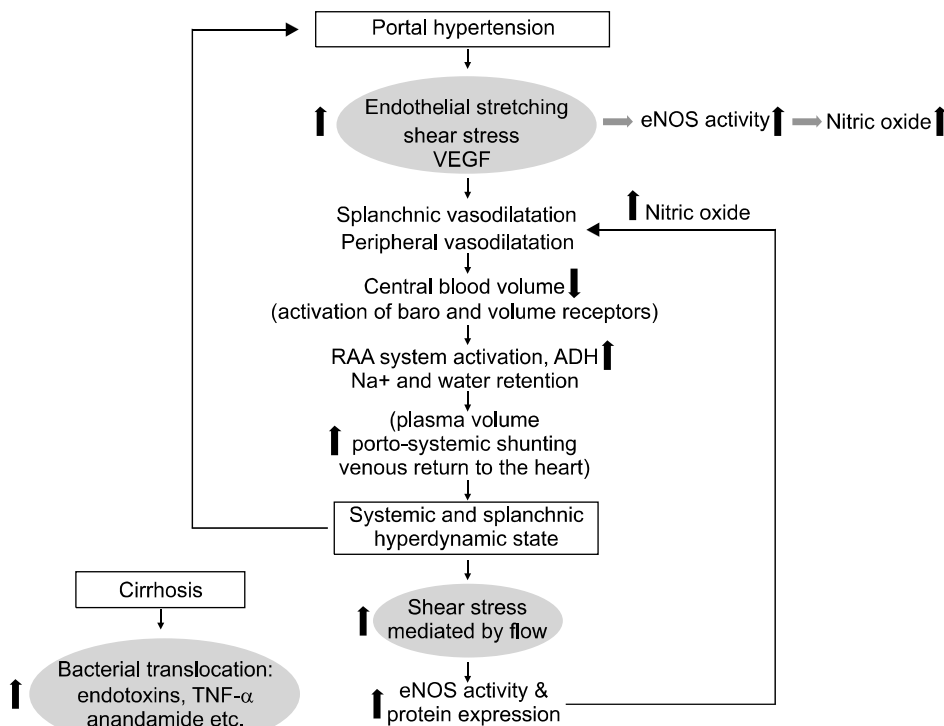 Portal hypertension
Endothelial stretching
shear stress
VEGF
eNOS activity
Nitric oxide
Splanchnic vasodilatation
Peripheral vasodilatation
Nitric oxide
Central blood volume
(activation of baro and volume receptors)
RAA system activation, ADH
Na+ and water retention
(plasma volume
porto-systemic shunting
venous return to the heart)
Systemic and splanchnic
hyperdynamic state
Cirrhosis
Shear stress
mediated by flow
Bacterial translocation:
endotoxins, TNF-α
anandamide etc.
eNOS activity &
protein expression